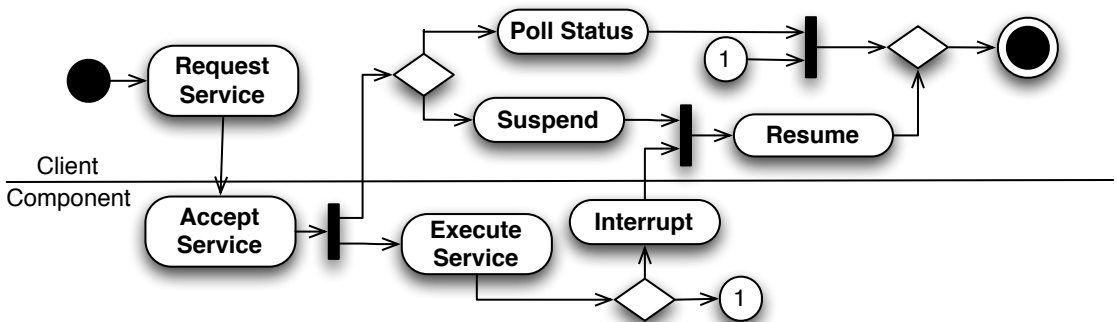 Poll Status
1
Request
Service
Suspend
Resume
Client
Component
Accept
Service
Execute
Service
Interrupt
1